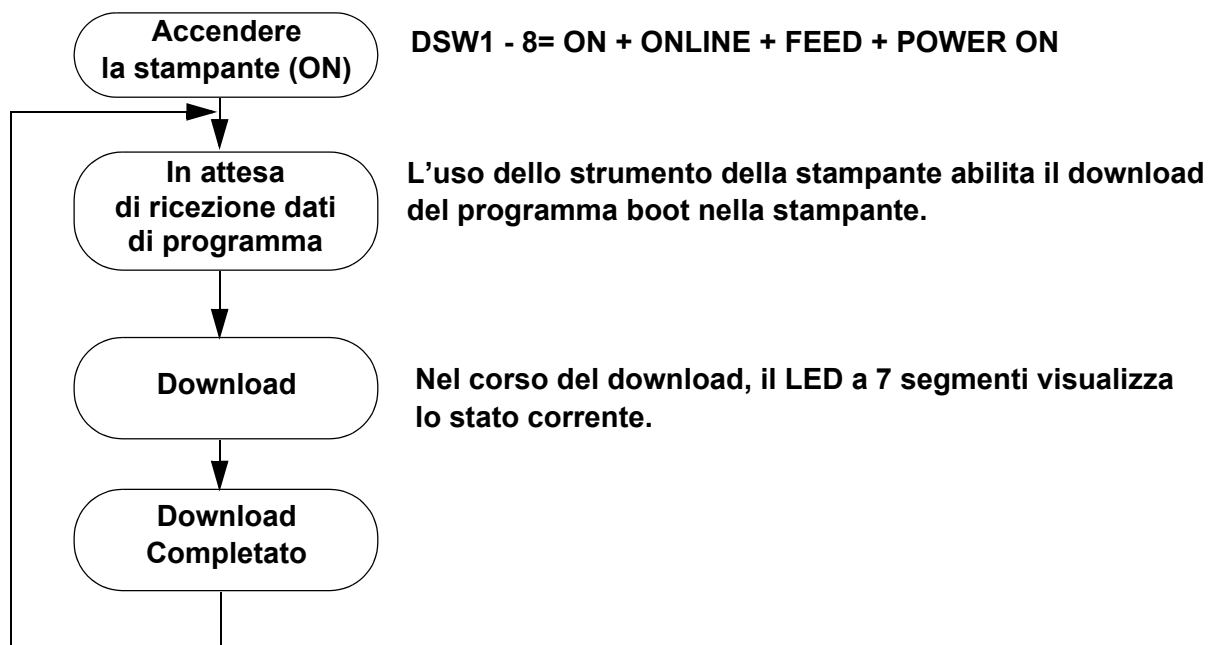 Accendere
la stampante (ON)
DSW1 - 8= ON + ONLINE + FEED + POWER ON
In attesa
di ricezione dati
di programma
L'uso dello strumento della stampante abilita il download
del programma boot nella stampante.
Download
Nel corso del download, il LED a 7 segmenti visualizza
lo stato corrente.
Download
Completato